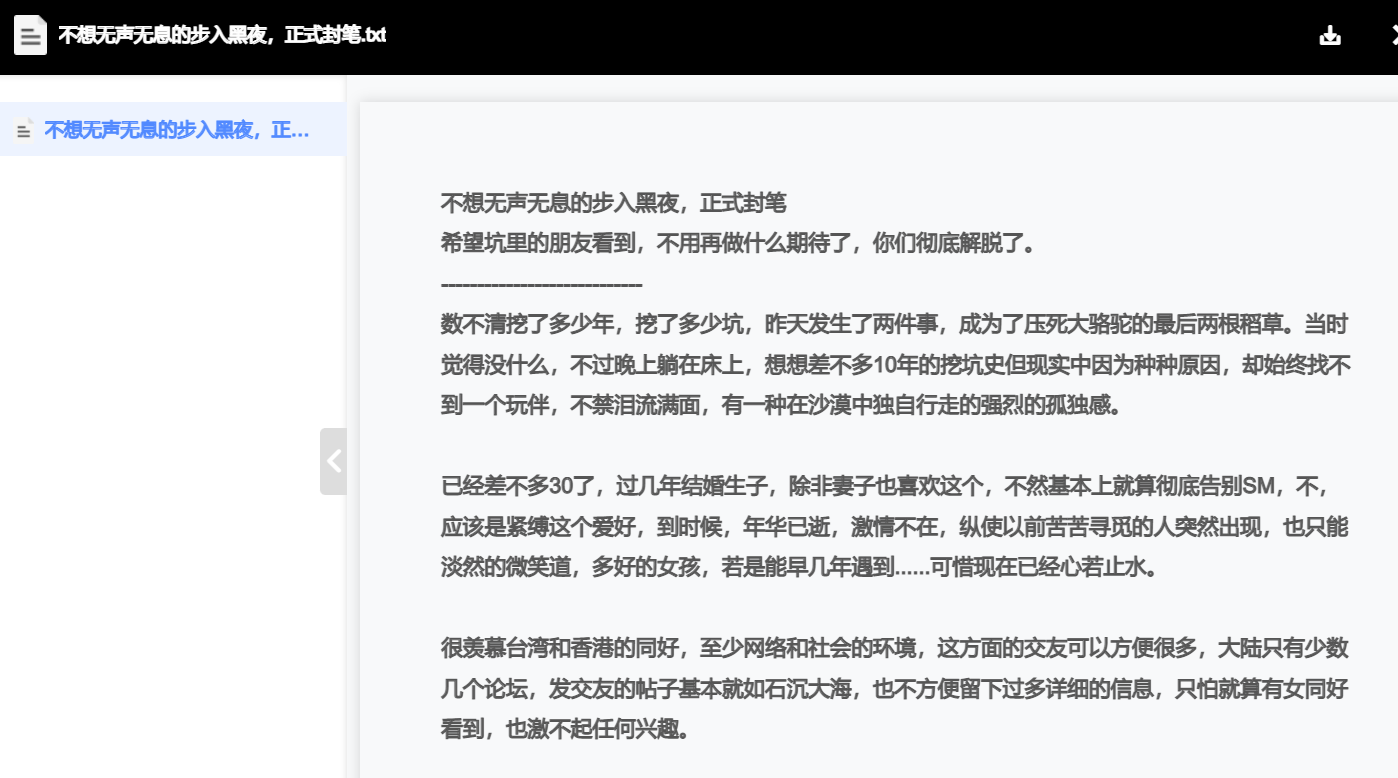 不想无声无息的步入黑夜，正式封笔.txt
不想无声无息的步入黑夜，正...
不想无声无息的步入黑夜，正式封笔
希望坑里的朋友看到，不用再做什么期待了，你们彻底解脱了。
----------------------------
数不清挖了多少年，挖了多少坑，昨天发生了两件事，成为了压死大骆驼的最后两根稻草。当时
觉得没什么，不过晚上躺在床上，想想差不多10年的挖坑史但现实中因为种种原因，却始终找不
到一个玩伴，不禁泪流满面，有一种在沙漠中独自行走的强烈的孤独感。
已经差不多30了，过几年结婚生子，除非妻子也喜欢这个，不然基本上就算彻底告别SM，不，
应该是紧缚这个爱好，到时候，年华已逝，激情不在，纵使以前苦苦寻觅的人突然出现，也只能
淡然的微笑道，多好的女孩，若是能早几年遇到......可惜现在已经心若止水。
很羡慕台湾和香港的同好，至少网络和社会的环境，这方面的交友可以方便很多，大陆只有少数
几个论坛，发交友的帖子基本就如石沉大海，也不方便留下过多详细的信息，只怕就算有女同好
看到，也激不起任何兴趣。